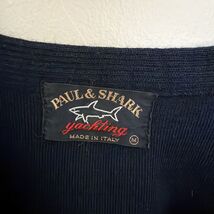 PAUL & SHARK
yachting
MADE IN ITALY
M